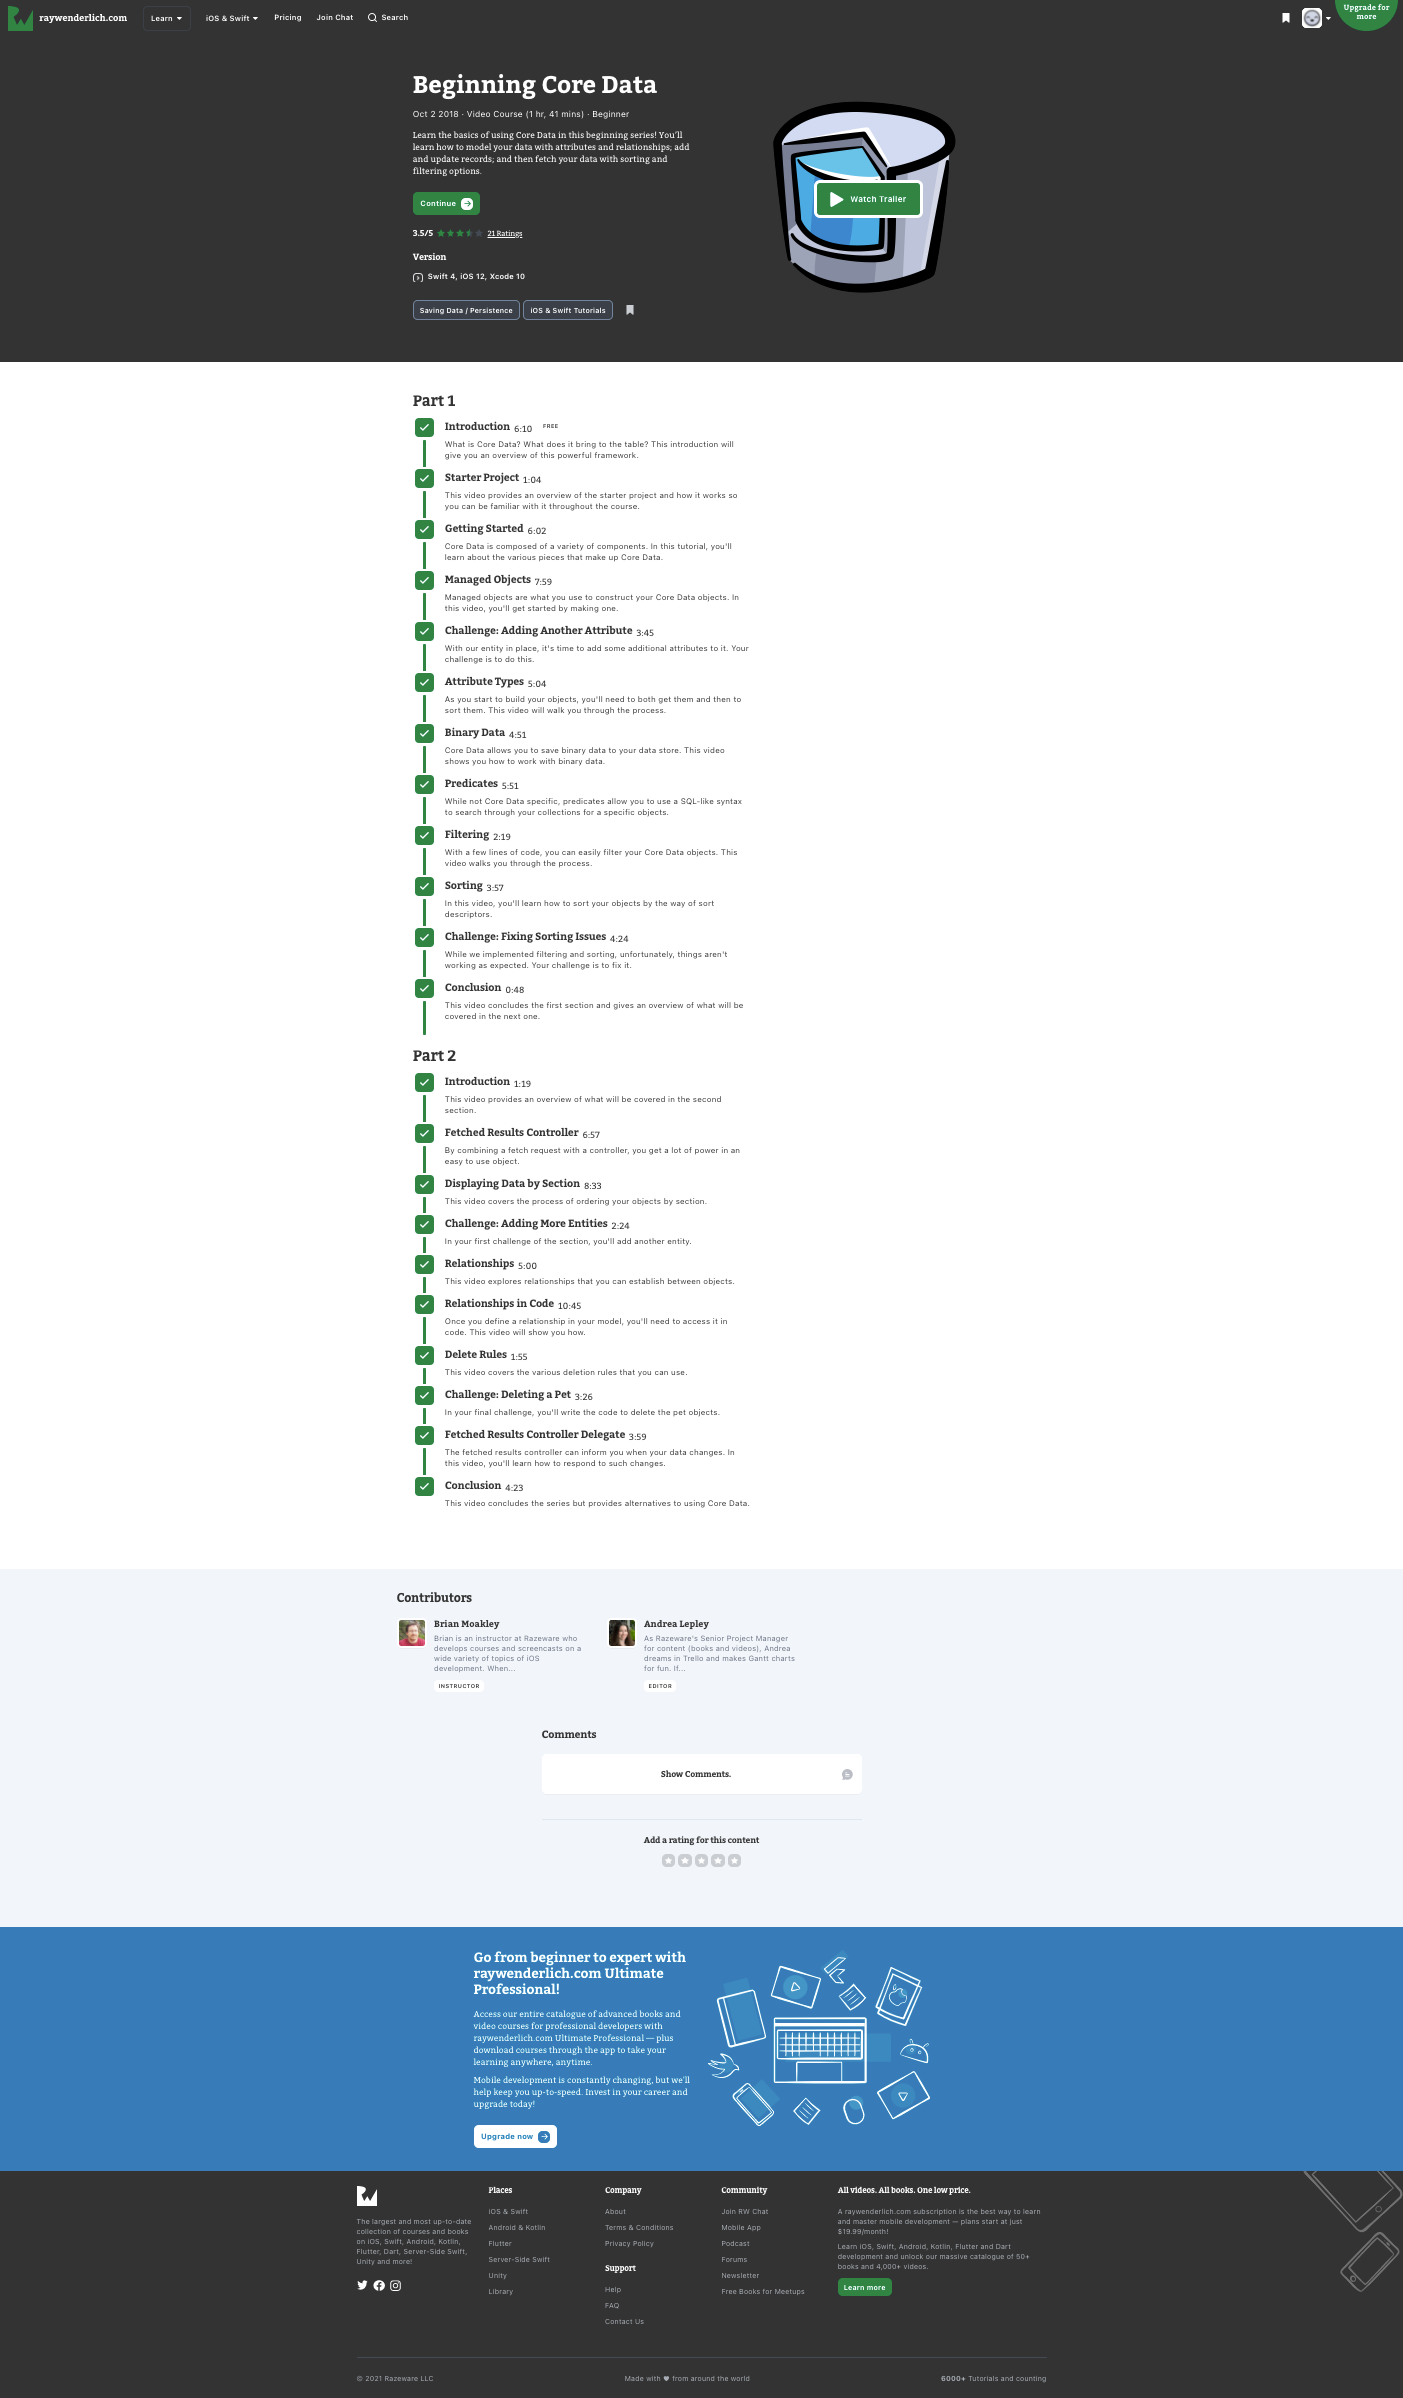 raywenderlich.com
Learn
iOS & Swift
Pricing
Join Chat
Search
Upgrade for
more
Beginning Core Data
Oct 2 2018 · Video Course (1 hr, 41 mins) · Beginner
Learn the basics of using Core Data in this beginning series! You'll
learn how to model your data with attributes and relationships; add
and update records; and then fetch your data with sorting and
filtering options.
Continue
Watch Trailer
3.5/5 21 Ratings
Version
Swift 4, iOS 12, Xcode 10
Saving Data / Persistence
iOS & Swift Tutorials
Part 1
Introduction 6:10 FREE
What is Core Data? What does it bring to the table? This introduction will
give you an overview of this powerful framework.
Starter Project 1:04
This video provides an overview of the starter project and how it works so
you can be familiar with it throughout the course.
Getting Started 6:02
Core Data is composed of a variety of components. In this tutorial, you'll
learn about the various pieces that make up Core Data.
Managed Objects 7:59
Managed objects are what you use to construct your Core Data objects. In
this video, you'll get started by making one.
Challenge: Adding Another Attribute 3:45
With our entity in place, it's time to add some additional attributes to it. Your
challenge is to do this.
Attribute Types 5:04
As you start to build your objects, you'll need to both get them and then to
sort them. This video will walk you through the process.
Binary Data 4:51
Core Data allows you to save binary data to your data store. This video
shows you how to work with binary data.
Predicates 5:51
While not Core Data specific, predicates allow you to use a SQL-like syntax
to search through your collections for a specific objects.
Filtering 2:19
With a few lines of code, you can easily filter your Core Data objects. This
video walks you through the process.
Sorting 3:57
In this video, you'll learn how to sort your objects by the way of sort
descriptors.
Challenge: Fixing Sorting Issues 4:24
While we implemented filtering and sorting, unfortunately, things aren't
working as expected. Your challenge is to fix it.
Conclusion 0:48
This video concludes the first section and gives an overview of what will be
covered in the next one.
Part 2
Introduction 1:19
This video provides an overview of what will be covered in the second
section.
Fetched Results Controller 6:57
By combining a fetch request with a controller, you get a lot of power in an
easy to use object.
Displaying Data by Section 8:33
This video covers the process of ordering your objects by section.
Challenge: Adding More Entities 2:24
In your first challenge of the section, you'll add another entity.
Relationships 5:00
This video explores relationships that you can establish between objects.
Relationships in Code 10:45
Once you define a relationship in your model, you'll need to access it in
code. This video will show you how.
Delete Rules 1:55
This video covers the various deletion rules that you can use.
Challenge: Deleting a Pet 3:26
In your final challenge, you'll write the code to delete the pet objects.
Fetched Results Controller Delegate 3:59
The fetched results controller can inform you when your data changes. In
this video, you'll learn how to respond to such changes.
Conclusion 4:23
This video concludes the series but provides alternatives to using Core Data.
Contributors
Brian Moakley
Brian is an instructor at Razeware who
develops courses and screencasts on a
wide variety of topics of iOS
development. When...
INSTRUCTOR
Andrea Lepley
As Razeware's Senior Project Manager
for content (books and videos), Andrea
dreams in Trello and makes Gantt charts
for fun. If...
EDITOR
Comments
Show Comments.
Add a rating for this content
Go from beginner to expert with
raywenderlich.com Ultimate
Professional!
Access our entire catalogue of advanced books and
video courses for professional developers with
raywenderlich.com Ultimate Professional — plus
download courses through the app to take your
learning anywhere, anytime.
Mobile development is constantly changing, but we'll
help keep you up-to-speed. Invest in your career and
upgrade today!
Upgrade now
The largest and most up-to-date
collection of courses and books
on iOS, Swift, Android, Kotlin,
Flutter, Dart, Server-Side Swift,
Unity and more!
Places
iOS & Swift
Android & Kotlin
Flutter
Server-Side Swift
Unity
Library
Company
About
Terms & Conditions
Privacy Policy
Support
Help
FAQ
Contact Us
Community
Join RW Chat
Mobile App
Podcast
Forums
Newsletter
Free Books for Meetups
All videos. All books. One low price.
A raywenderlich.com subscription is the best way to learn
and master mobile development — plans start at just
$19.99/month!
Learn iOS, Swift, Android, Kotlin, Flutter and Dart
development and unlock our massive catalogue of 50+
books and 4,000+ videos.
Learn more
© 2021 Razeware LLC
Made with ♥ from around the world
6000+ Tutorials and counting